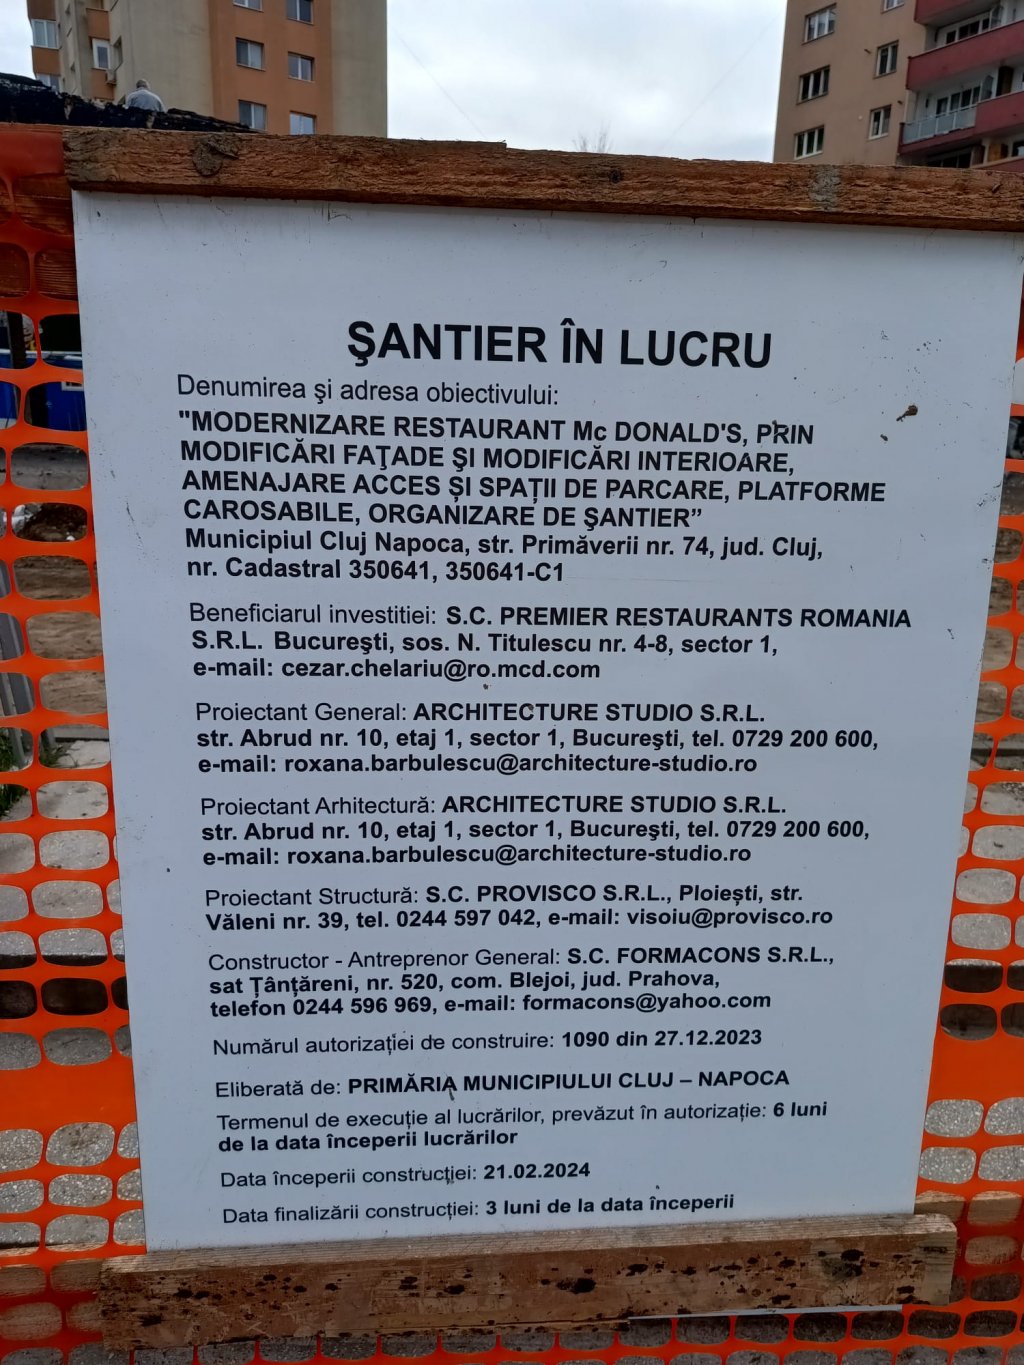 ŞANTIER ÎN LUCRU
Denumirea şi adresa obiectivului:
"MODERNIZARE RESTAURANT Mc DONALD'S, PRIN
MODIFICĂRI FAŢADE ŞI MODIFICĂRI INTERIOARE,
AMENAJARE ACCES ȘI SPAȚII DE PARCARE, PLATFORME
CAROSABILE, ORGANIZARE DE ŞANTIER”
Municipiul Cluj Napoca, str. Primăverii nr. 74, jud. Cluj,
nr. Cadastral 350641, 350641-C1
Beneficiarul investitiei: S.C. PREMIER RESTAURANTS ROMANIA
S.R.L. Bucureşti, sos. N. Titulescu nr. 4-8, sector 1,
e-mail: cezar.chelariu@ro.mcd.com
Proiectant General: ARCHITECTURE STUDIO S.R.L.
str. Abrud nr. 10, etaj 1, sector 1, Bucureşti, tel. 0729 200 600,
e-mail: roxana.barbulescu@architecture-studio.ro
Proiectant Arhitectură: ARCHITECTURE STUDIO S.R.L.
str. Abrud nr. 10, etaj 1, sector 1, Bucureşti, tel. 0729 200 600,
e-mail: roxana.barbulescu@architecture-studio.ro
Proiectant Structură: S.C. PROVISCO S.R.L., Ploiești, str.
Văleni nr. 39, tel. 0244 597 042, e-mail: visoiu@provisco.ro
Constructor - Antreprenor General: S.C. FORMACONS S.R.L.,
sat Țânțăreni, nr. 520, com. Blejoi, jud. Prahova,
telefon 0244 596 969, e-mail: formacons@yahoo.com
Numărul autorizației de construire: 1090 din 27.12.2023
Eliberată de: PRIMĂRIA MUNICIPIULUI CLUJ – NAPOCA
Termenul de execuție al lucrărilor, prevăzut în autorizație: 6 luni
de la data începerii lucrărilor
Data începerii construcției: 21.02.2024
Data finalizării construcției: 3 luni de la data începerii